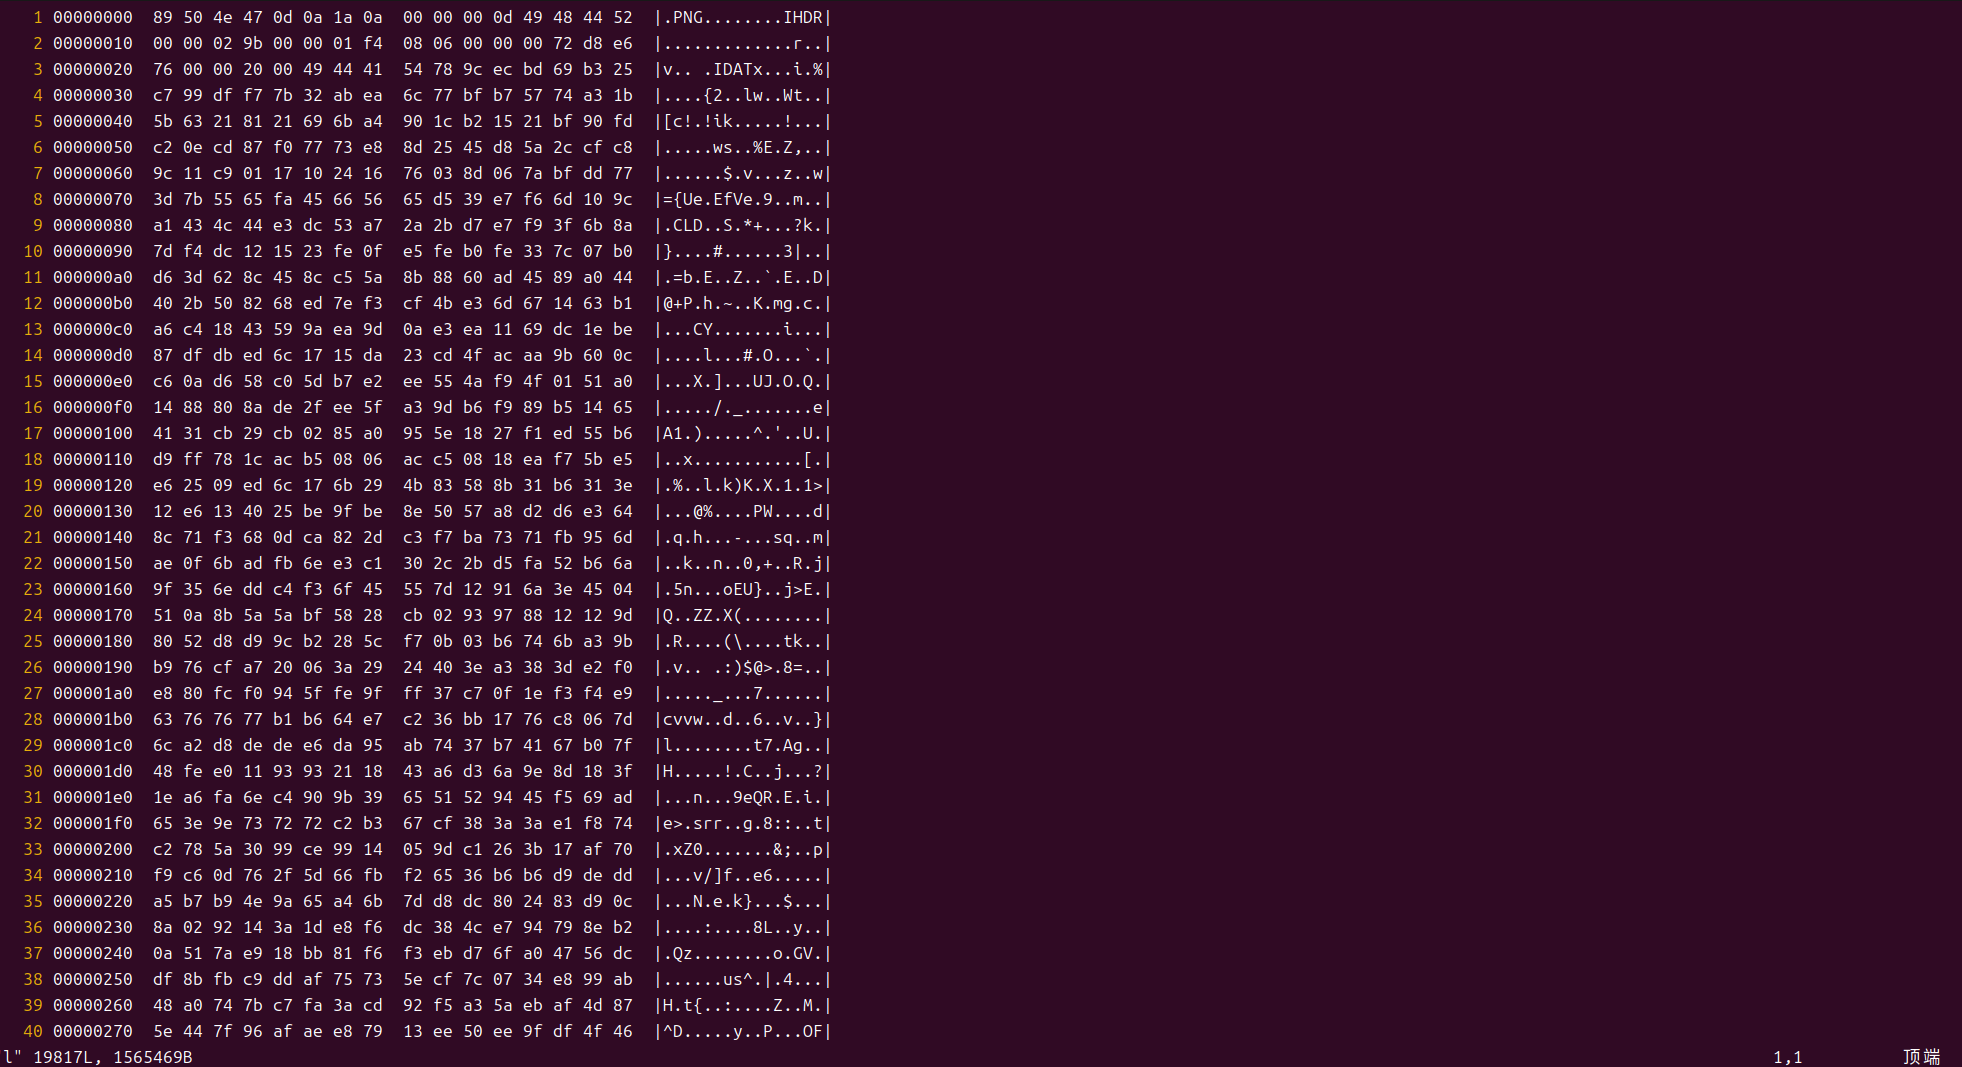 1 00000000  89 50 4e 47 0d 0a 1a 0a  00 00 00 0d 49 48 44 52  |.PNG........IHDR|
2 00000010  00 00 02 9b 00 00 01 f4  08 06 00 00 00 72 d8 e6  |.............r..|
3 00000020  76 00 00 20 00 49 44 41  54 78 9c ec bd 69 b3 25  |v.. .IDATx...i.%|
4 00000030  c7 99 df f7 7b 32 ab ea  6c 77 bf b7 57 74 a3 1b  |....{2..lw..Wt..|
5 00000040  5b 63 21 81 21 69 6b a4  90 1c b2 15 21 bf 90 fd  |[c!.!ik.....!...|
6 00000050  c2 0e cd 87 f0 77 73 e8  8d 25 45 d8 5a 2c cf c8  |.....ws..%E.Z,..|
7 00000060  9c 11 c9 01 17 10 24 16  76 03 8d 06 7a bf dd 77  |......$.v...z..w|
8 00000070  3d 7b 55 65 fa 45 66 56  65 d5 39 e7 f6 6d 10 9c  |={Ue.EfVe.9..m..|
9 00000080  a1 43 4c 44 e3 dc 53 a7  2a 2b d7 e7 f9 3f 6b 8a  |.CLD..S.*+...?k.|
10 00000090  7d f4 dc 12 15 23 fe 0f  e5 fe b0 fe 33 7c 07 b0  |}....#......3|..|
11 000000a0  d6 3d 62 8c 45 8c c5 5a  8b 88 60 ad 45 89 a0 44  |.=b.E..Z..`.E..D|
12 000000b0  40 2b 50 82 68 ed 7e f3  cf 4b e3 6d 67 14 63 b1  |@+P.h.~..K.mg.c.|
13 000000c0  a6 c4 18 43 59 9a ea 9d  0a e3 ea 11 69 dc 1e be  |...CY.......i...|
14 000000d0  87 df db ed 6c 17 15 da  23 cd 4f ac aa 9b 60 0c  |....l...#.O...`.|
15 000000e0  c6 0a d6 58 c0 5d b7 e2  ee 55 4a f9 4f 01 51 a0  |...X.]...UJ.O.Q.|
16 000000f0  14 88 80 8a de 2f ee 5f  a3 9d b6 f9 89 b5 14 65  |...../._.......e|
17 00000100  41 31 cb 29 cb 02 85 a0  95 5e 18 27 f1 ed 55 b6  |A1.).....^.'..U.|
18 00000110  d9 ff 78 1c ac b5 08 06  ac c5 08 18 ea f7 5b e5  |..x...........[.|
19 00000120  e6 25 09 ed 6c 17 6b 29  4b 83 58 8b 31 b6 31 3e  |.%..l.k)K.X.1.1>|
20 00000130  12 e6 13 40 25 be 9f be  8e 50 57 a8 d2 d6 e3 64  |...@%....PW....d|
21 00000140  8c 71 f3 68 0d ca 82 2d  c3 f7 ba 73 71 fb 95 6d  |.q.h...-...sq..m|
22 00000150  ae 0f 6b ad fb 6e e3 c1  30 2c 2b d5 fa 52 b6 6a  |..k..n..0,+..R.j|
23 00000160  9f 35 6e dd c4 f3 6f 45  55 7d 12 91 6a 3e 45 04  |.5n...oEU}..j>E.|
24 00000170  51 0a 8b 5a 5a bf 58 28  cb 02 93 97 88 12 12 9d  |Q..ZZ.X(........|
25 00000180  80 52 d8 d9 9c b2 28 5c  f7 0b 03 b6 74 6b a3 9b  |.R....(\....tk..|
26 00000190  b9 76 cf a7 20 06 3a 29  24 40 3e a3 38 3d e2 f0  |.v.. .:)$@>.8=..|
27 000001a0  e8 80 fc f0 94 5f fe 9f  ff 37 c7 0f 1e f3 f4 e9  |....._...7......|
28 000001b0  63 76 76 77 b1 b6 64 e7  c2 36 bb 17 76 c8 06 7d  |cvvw..d..6..v..}|
29 000001c0  6c a2 d8 de de e6 da 95  ab 74 37 b7 41 67 b0 7f  |l........t7.Ag..|
30 000001d0  48 fe e0 11 93 93 21 18  43 a6 d3 6a 9e 8d 18 3f  |H.....!.C..j...?|
31 000001e0  1e a6 fa 6e c4 90 9b 39  65 51 52 94 45 f5 69 ad  |...n...9eQR.E.i.|
32 000001f0  65 3e 9e 73 72 72 c2 b3  67 cf 38 3a 3a e1 f8 74  |e>.srr..g.8::..t|
33 00000200  c2 78 5a 30 99 ce 99 14  05 9d c1 26 3b 17 af 70  |.xZ0.......&;..p|
34 00000210  f9 c6 0d 76 2f 5d 66 fb  f2 65 36 b6 b6 d9 de dd  |...v/]f..e6.....|
35 00000220  a5 b7 b9 4e 9a 65 a4 6b  7d d8 dc 80 24 83 d9 0c  |...N.e.k}...$...|
36 00000230  8a 02 92 14 3a 1d e8 f6  dc 38 4c e7 94 79 8e b2  |....:....8L..y..|
37 00000240  0a 51 7a e9 18 bb 81 f6  f3 eb d7 6f a0 47 56 dc  |.Qz........o.GV.|
38 00000250  df 8b fb c9 dd af 75 73  5e cf 7c 07 34 e8 99 ab  |......us^.|.4...|
39 00000260  48 a0 74 7b c7 fa 3a cd  92 f5 a3 5a eb af 4d 87  |H.t{..:....Z..M.|
40 00000270  5e 44 7f 96 af ae e8 79  13 ee 50 ee 9f df 4f 46  |^D.....y..P...OF|
l" 19817L, 1565469B 1,1 顶端